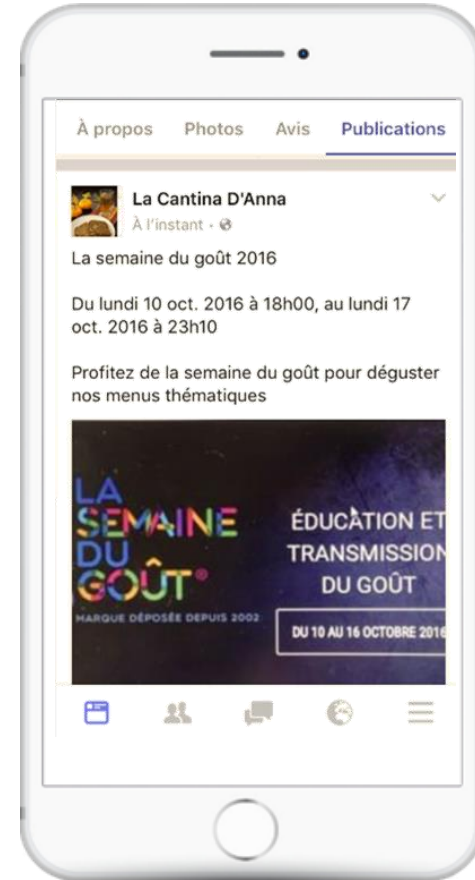 À propos Photos Avis Publications
La Cantina D'Anna
À l'instant ·
La semaine du goût 2016
Du lundi 10 oct. 2016 à 18h00, au lundi 17
oct. 2016 à 23h10
Profitez de la semaine du goût pour déguster
nos menus thématiques
LA
SEMAINE
DU
GOÛT®
MARQUE DÉPOSÉE DEPUIS 2002
ÉDUCATION ET
TRANSMISSION
DU GOÛT
DU 10 AU 16 OCTOBRE 2016